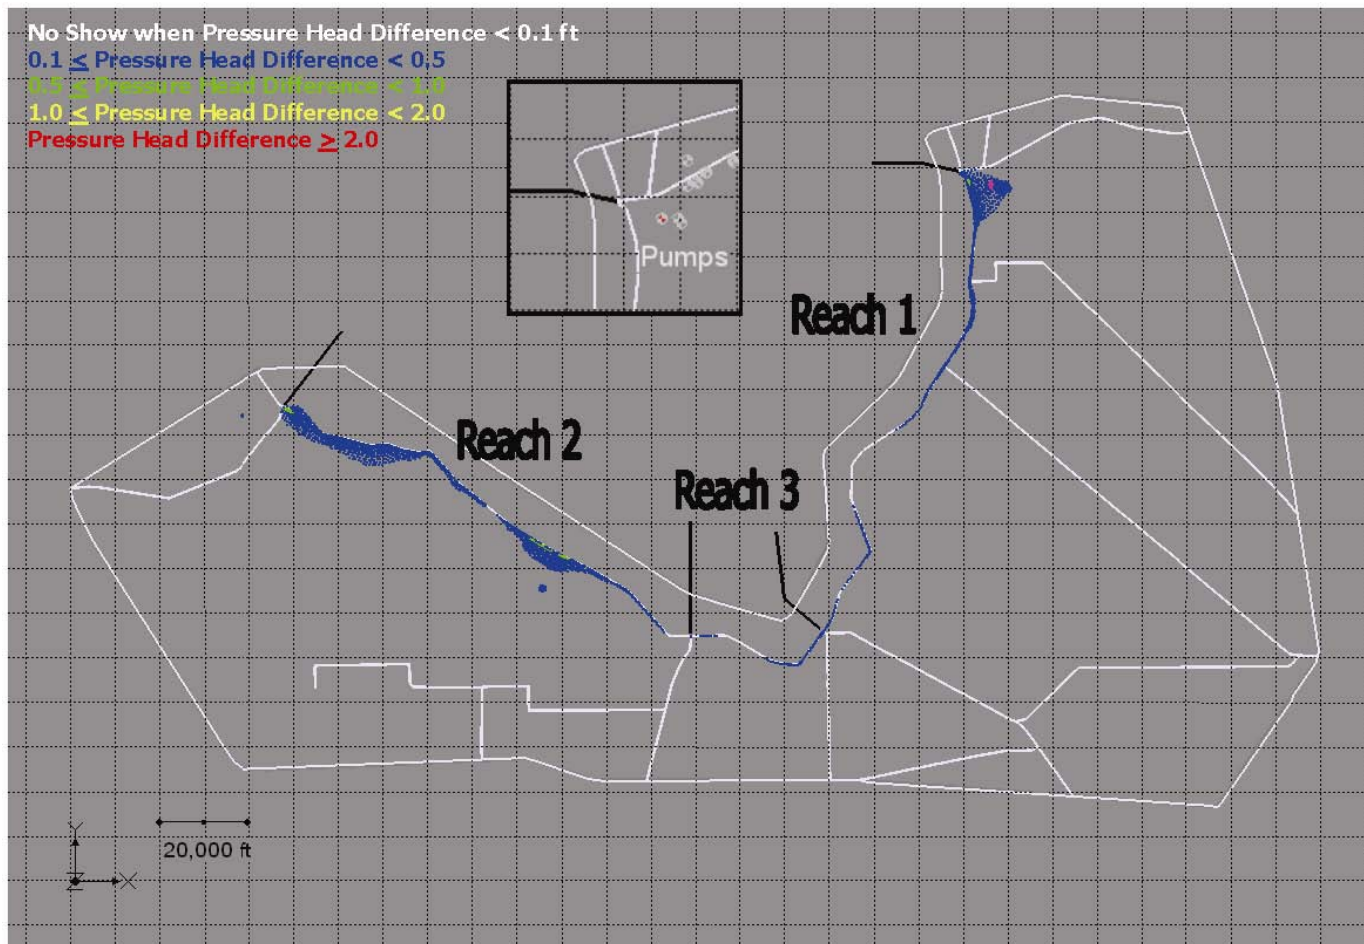 No Show when Pressure Head Difference < 0.1 ft
0.1 ≤ Pressure Head Difference < 0.5
0.5 ≤ Pressure Head Difference < 1.0
1.0 ≤ Pressure Head Difference < 2.0
Pressure Head Difference ≥ 2.0
Pumps
Reach 1
Reach 2
Reach 3
20,000 ft
Y
Z
X